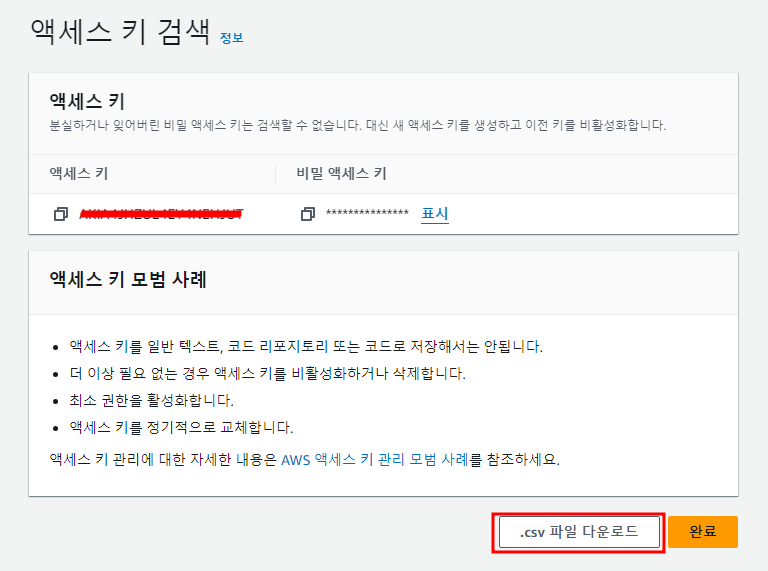 액세스 키 검색 정보
액세스 키
분실하거나 잊어버린 비밀 액세스 키는 검색할 수 없습니다. 대신 새 액세스 키를 생성하고 이전 키를 비활성화합니다.
액세스 키 비밀 액세스 키
*************** 표시
액세스 키 모범 사례
• 액세스 키를 일반 텍스트, 코드 리포지토리 또는 코드로 저장해서는 안됩니다.
• 더 이상 필요 없는 경우 액세스 키를 비활성화하거나 삭제합니다.
• 최소 권한을 활성화합니다.
• 액세스 키를 정기적으로 교체합니다.
액세스 키 관리에 대한 자세한 내용은 AWS 액세스 키 관리 모범 사례를 참조하세요.
.csv 파일 다운로드 완료